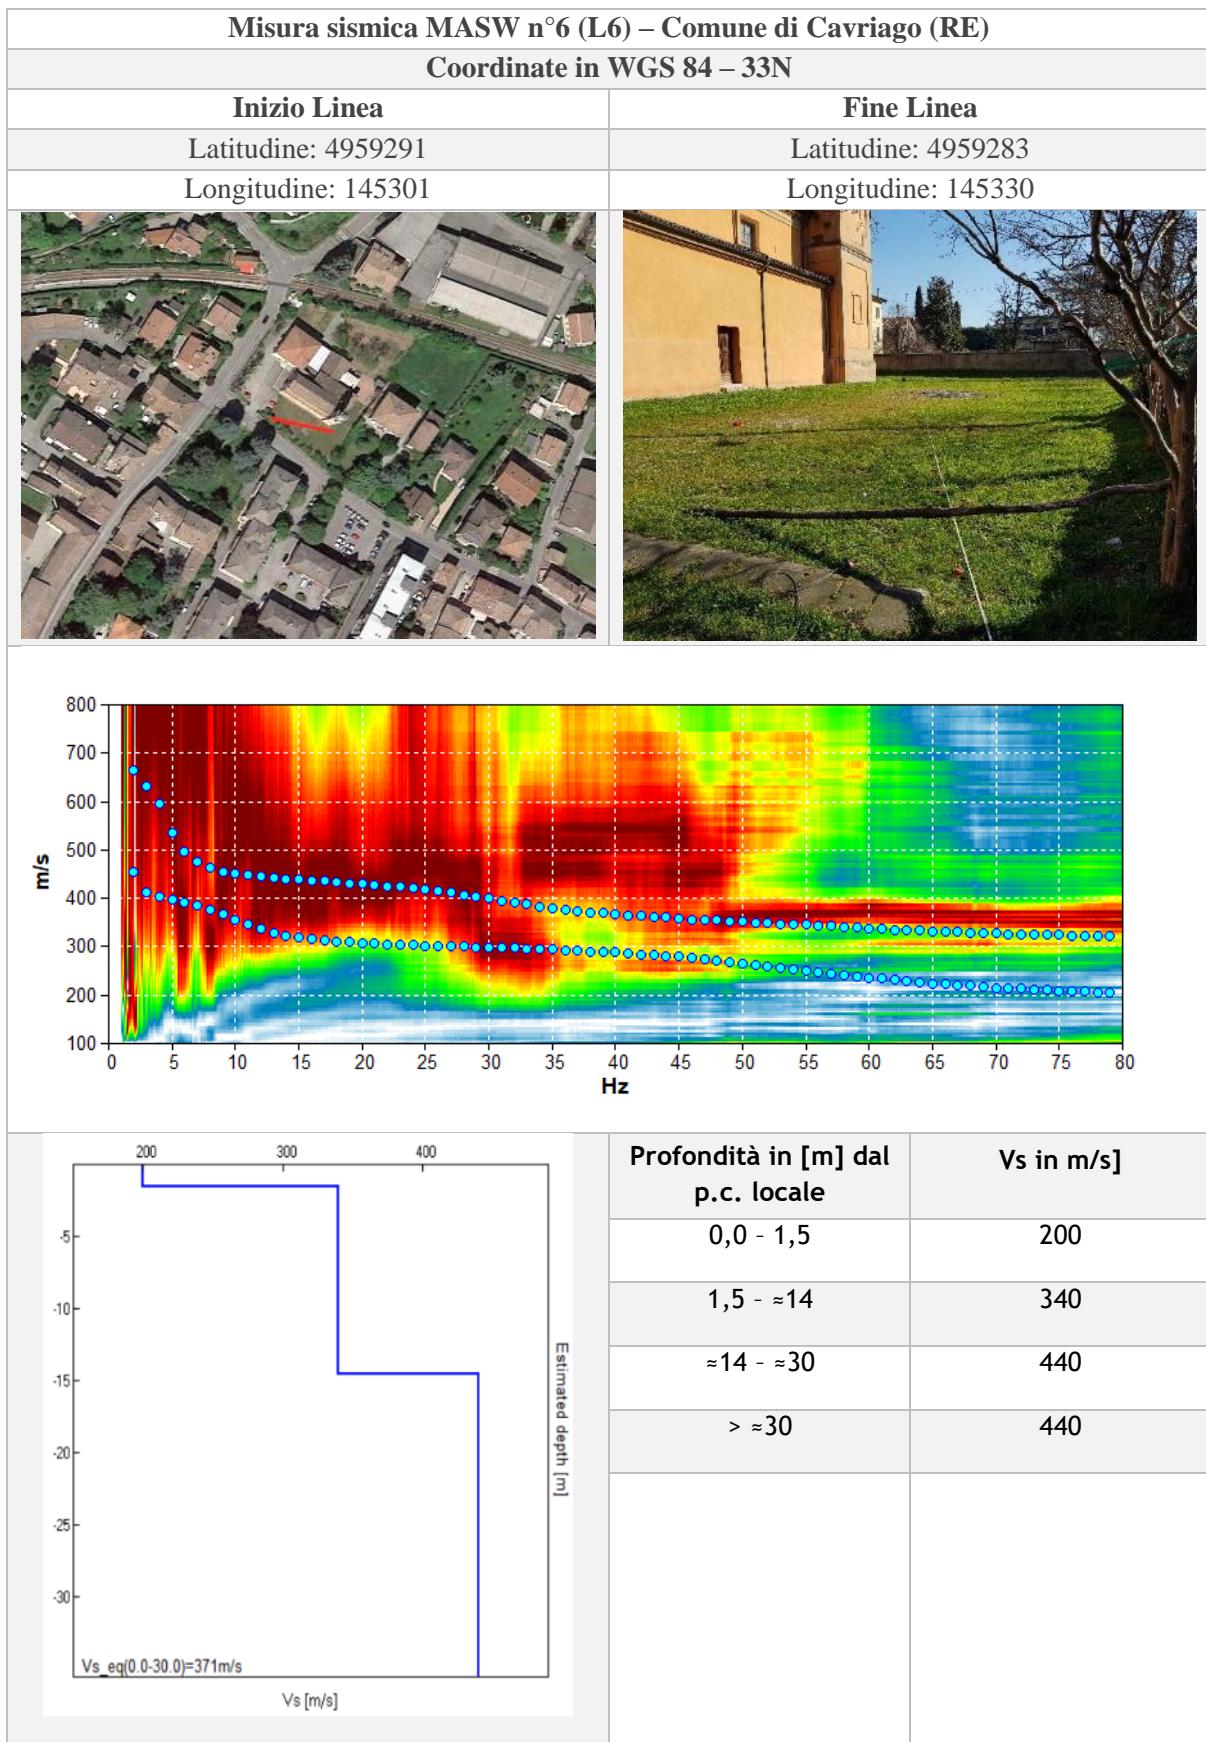 Misura sismica MASW n°6 (L6) – Comune di Cavriago (RE)
Coordinate in WGS 84 – 33N
Inizio Linea
Fine Linea
Latitudine: 4959291
Latitudine: 4959283
Longitudine: 145301
Longitudine: 145330
800
700
600
500
400
300
200
100
m/s
0 5 10 15 20 25 30 35 40 45 50 55 60 65 70 75 80
Hz
200 300 400
-5
-10
-15
-20
-25
-30
Estimated depth [m]
Vs_eq(0.0-30.0)=371m/s
Vs [m/s]
Profondità in [m] dal
p.c. locale
Vs in m/s]
0,0 – 1,5
200
1,5 – ≈14
340
≈14 – ≈30
440
> ≈30
440